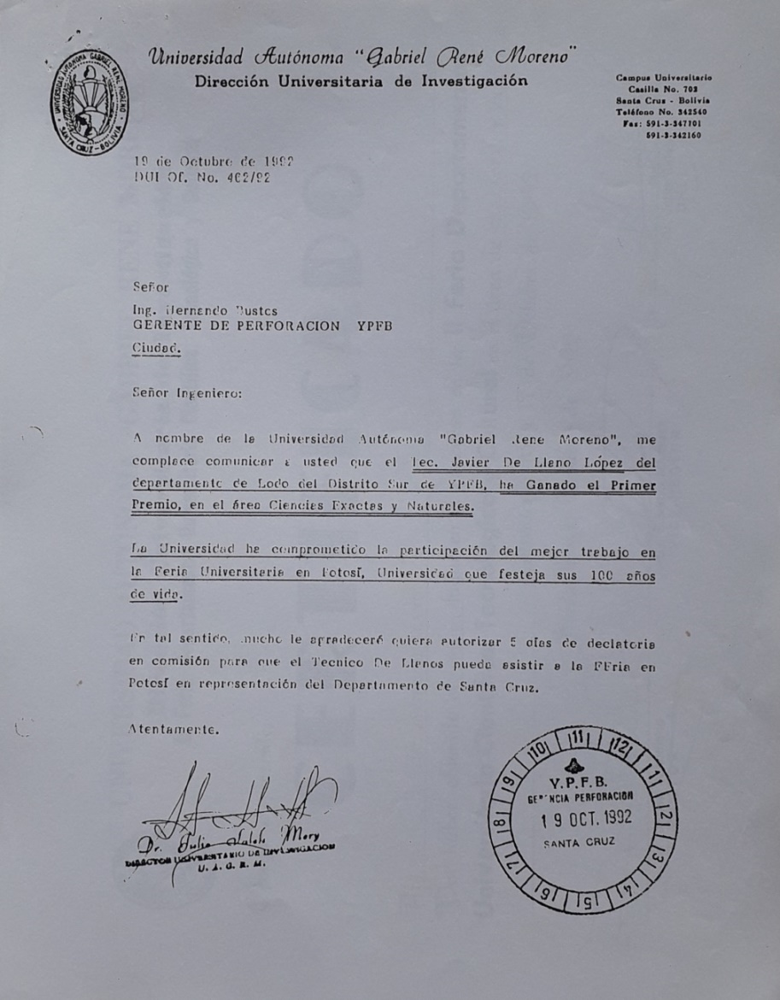 Universidad Autónoma "Gabriel René Moreno"
Dirección Universitaria de Investigación
UNIVERSIDAD AUTONOMA GABRIEL RENE MORENO
SANTA CRUZ - BOLIVIA
Campus Universitario
Casilla No. 702
Santa Cruz - Bolivia
Teléfono No. 342540
Fax: 591-3-347701
591-3-342160
19 de Octubre de 1992
DUI Of. No. 402/92
Señor
Ing. Hernando
GERENTE DE PERFORACION YPFB
Ciudad.
Señor Ingeniero:
A nombre de la Universidad Autónoma "Gabriel Rene Moreno", me
complace comunicar a usted que el Tec. Javier De Llano López del
departamento de Lodo del Distrito Sur de YPFB, ha Ganado el Primer
Premio, en el área Ciencias Exactas y Naturales.
La Universidad ha comprometido la participación del mejor trabajo en
la Feria Universitaria en Potosí, Universidad que festeja sus 100 años
de vida.
En tal sentido, mucho le agradeceré quiera autorizar 5 días de declatoria
en comisión para que el Tecnico De Llenos pueda asistir a la FEria en
Potosí en representación del Departamento de Santa Cruz.
Atentamente.
Dr. Julio Mory
DIRECTOR UNIVERSITARIO DE INVESTIGACION
U. A. G. R. M.
11 12 1 2 3 4 5 6 7 8 9 10
Y.P.F.B.
GERENCIA PERFORACION
19 OCT. 1992
SANTA CRUZ